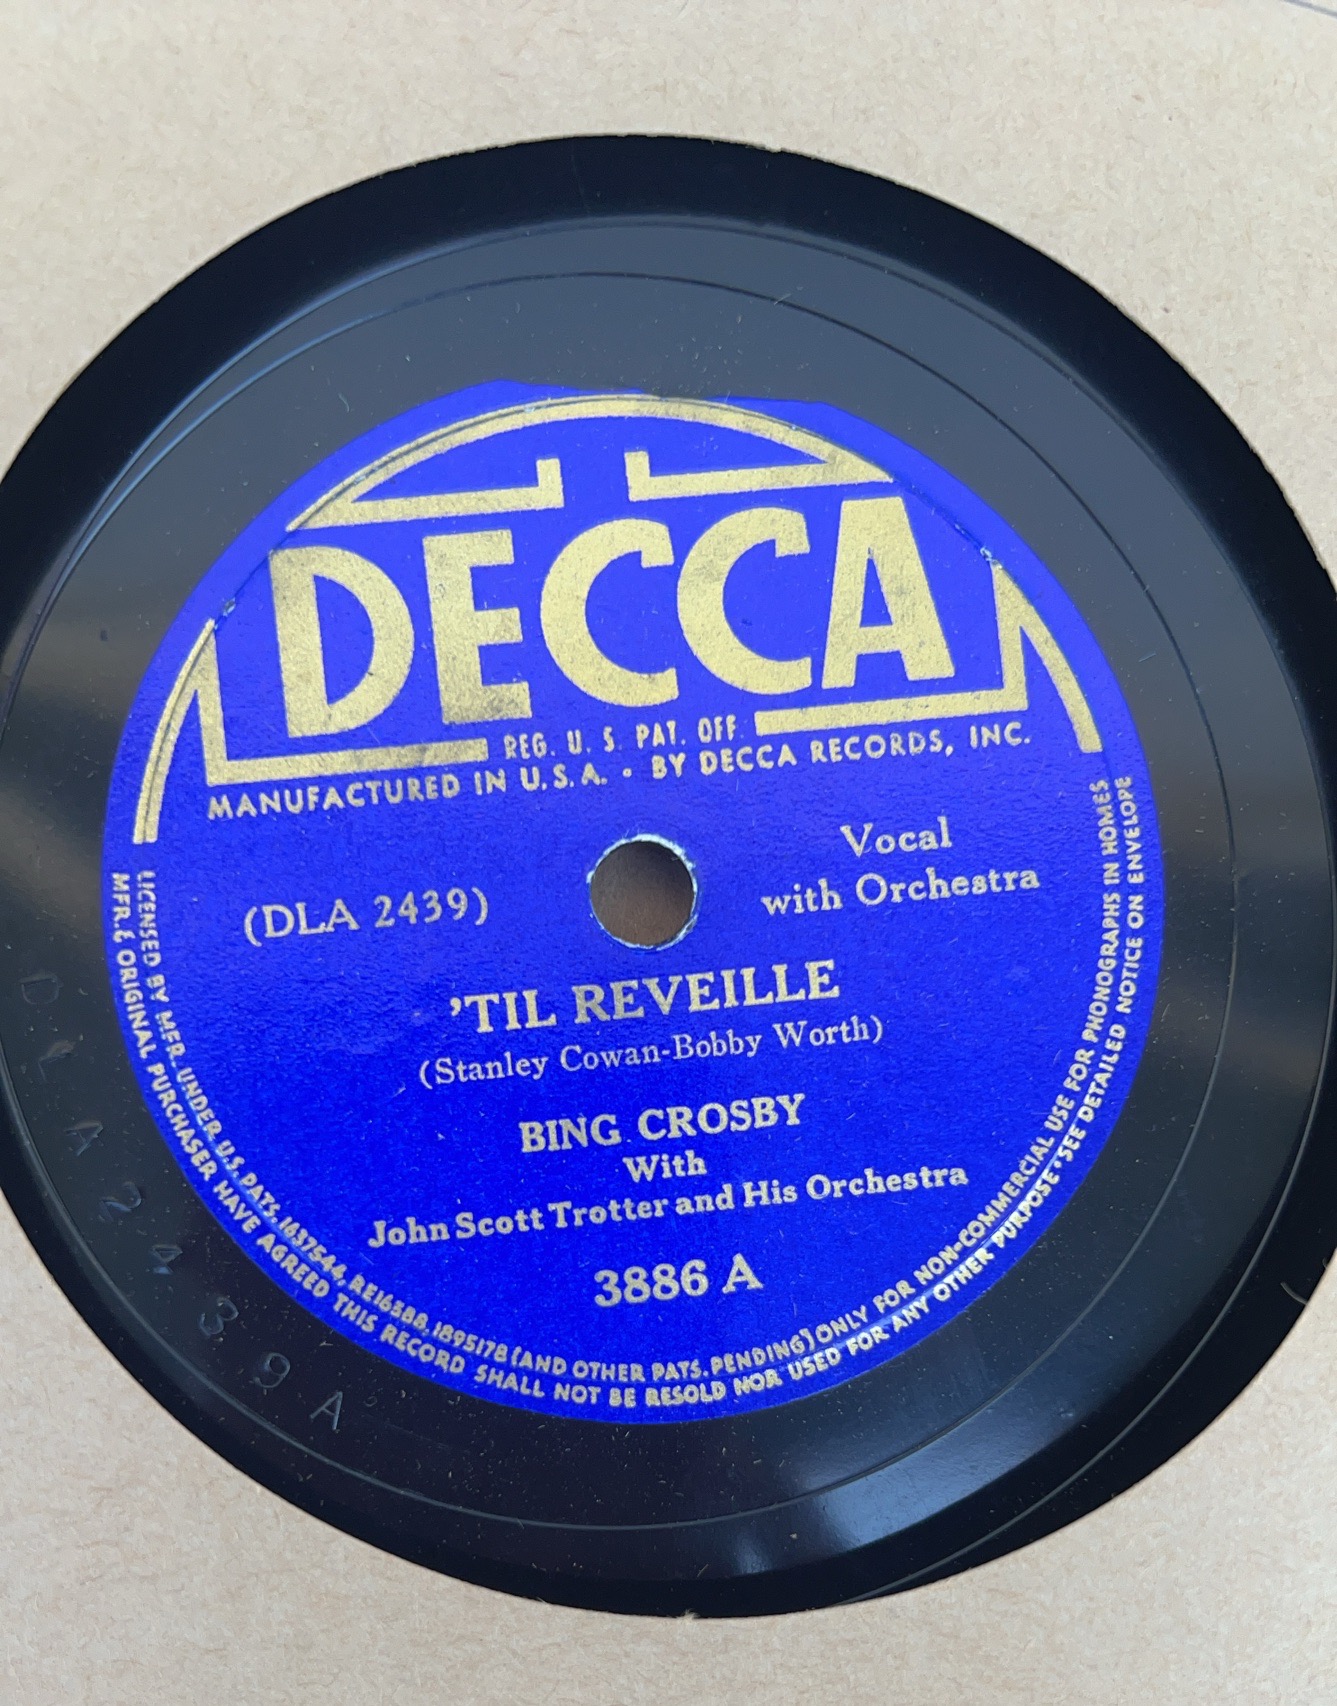 DECCA
REG. U. S. PAT. OFF.
MANUFACTURED IN U.S.A. • BY DECCA RECORDS, INC.
(DLA 2439)
Vocal
with Orchestra
’TIL REVEILLE
(Stanley Cowan-Bobby Worth)
BING CROSBY
With
John Scott Trotter and His Orchestra
3886 A
LICENSED BY MFR. UNDER U.S. PATS. 1637544, RE16588, 1895178 (AND OTHER PATS. PENDING) ONLY FOR NON-COMMERCIAL USE FOR PHONOGRAPHS IN HOMES
MFR. & ORIGINAL PURCHASER HAVE AGREED THIS RECORD SHALL NOT BE RESOLD NOR USED FOR ANY OTHER PURPOSE • SEE DETAILED NOTICE ON ENVELOPE
DLA 2439 A